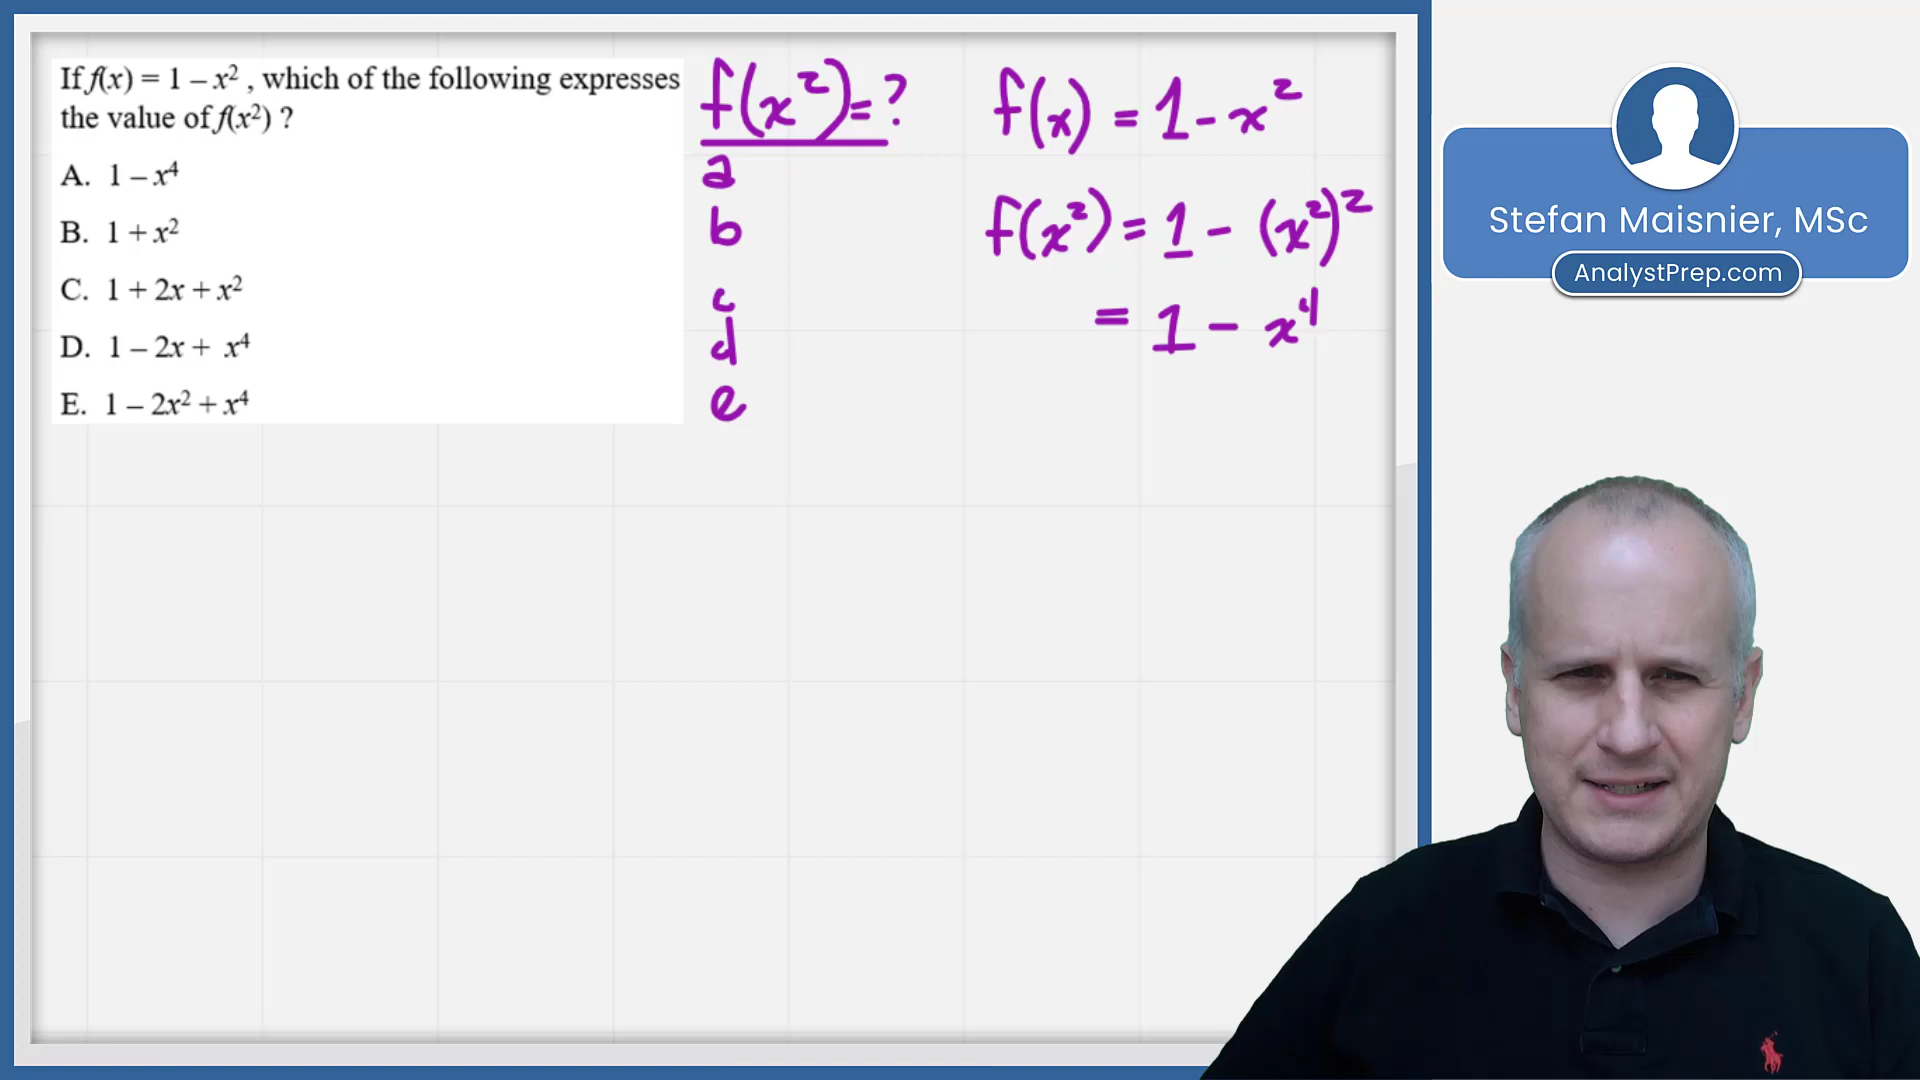 If f(x) = 1 – x² , which of the following expresses
the value of f(x²) ?
A. 1 – x⁴
B. 1 + x²
C. 1 + 2x + x²
D. 1 – 2x + x⁴
E. 1 – 2x² + x⁴
f(x²)=?
a
b
c
d
e
f(x) = 1 - x²
f(x²) = 1 - (x²)²
= 1 - x⁴
Stefan Maisnier, MSc
AnalystPrep.com